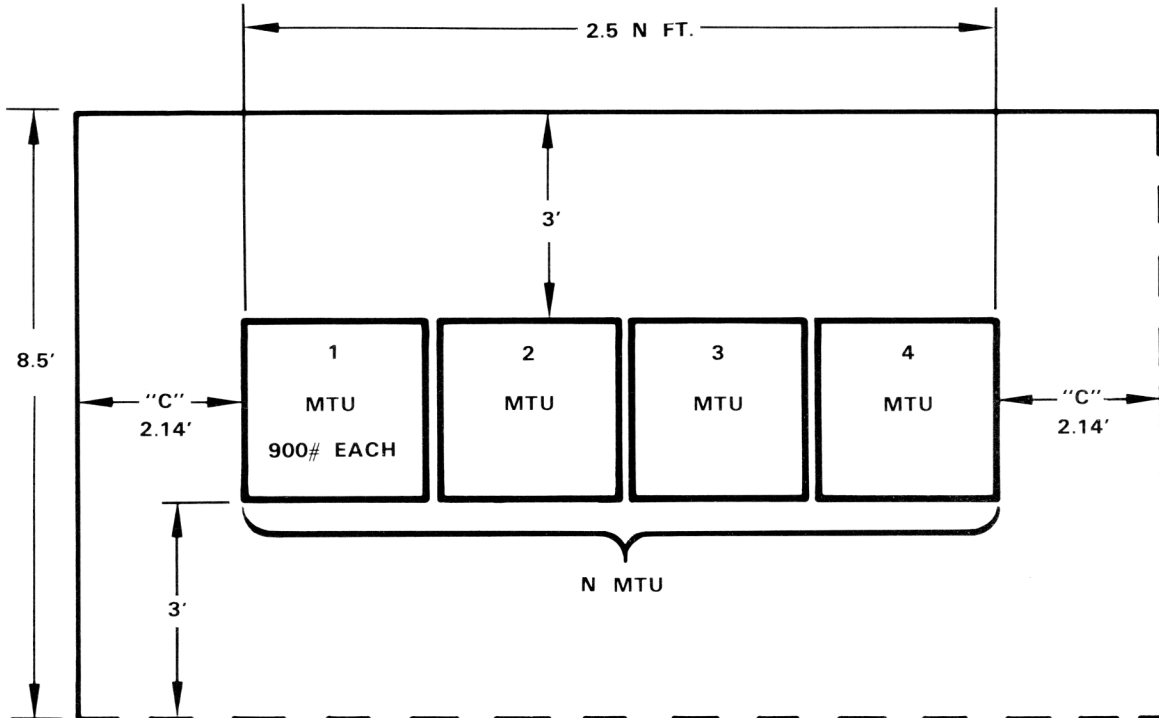 2.5 N FT.
3'
8.5'
"C"
2.14'
1
MTU
900# EACH
2
MTU
3
MTU
4
MTU
"C"
2.14'
3'
N MTU